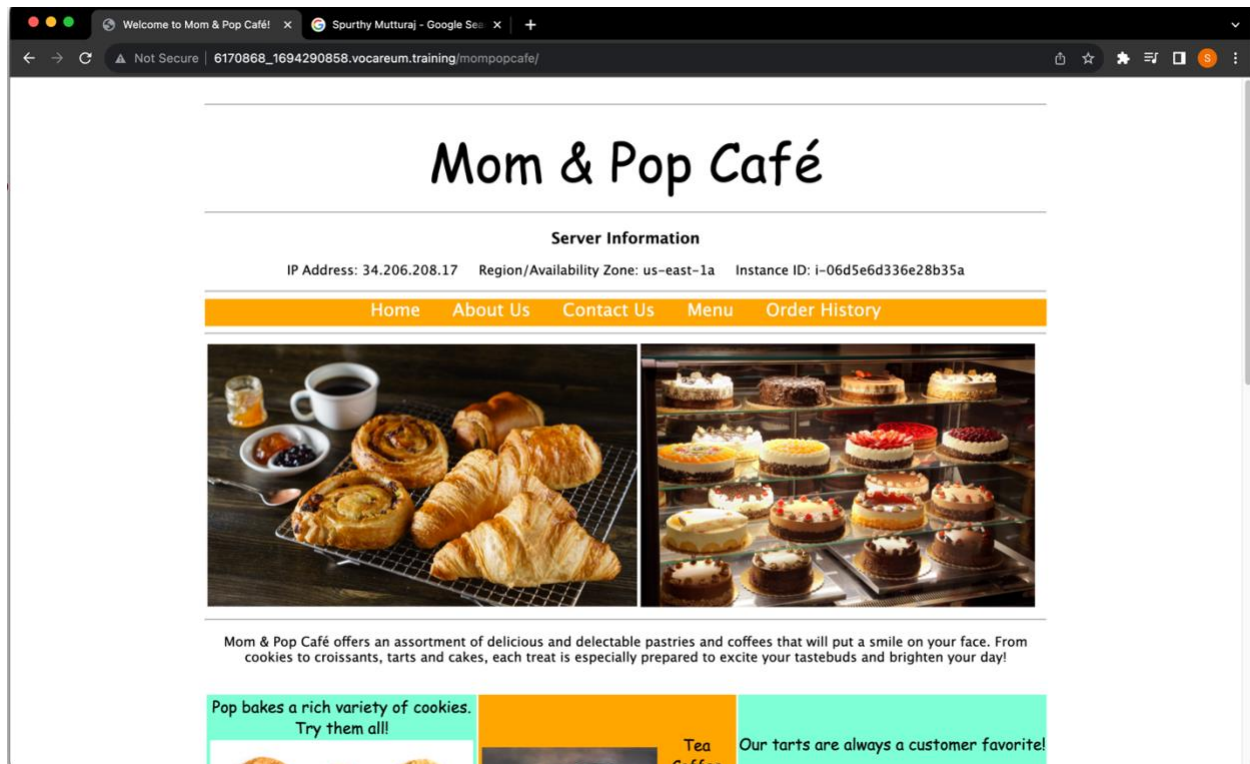 Welcome to Mom & Pop Café!
Spurthy Mutturaj - Google Sea
Not Secure | 6170868_1694290858.vocareum.training/mompopcafe/
S
Mom & Pop Café
Server Information
IP Address: 34.206.208.17 Region/Availability Zone: us-east-1a Instance ID: i-06d5e6d336e28b35a
Home About Us Contact Us Menu Order History
Mom & Pop Café offers an assortment of delicious and delectable pastries and coffees that will put a smile on your face. From
cookies to croissants, tarts and cakes, each treat is especially prepared to excite your tastebuds and brighten your day!
Pop bakes a rich variety of cookies.
Try them all!
Tea
Coffee
Our tarts are always a customer favorite!